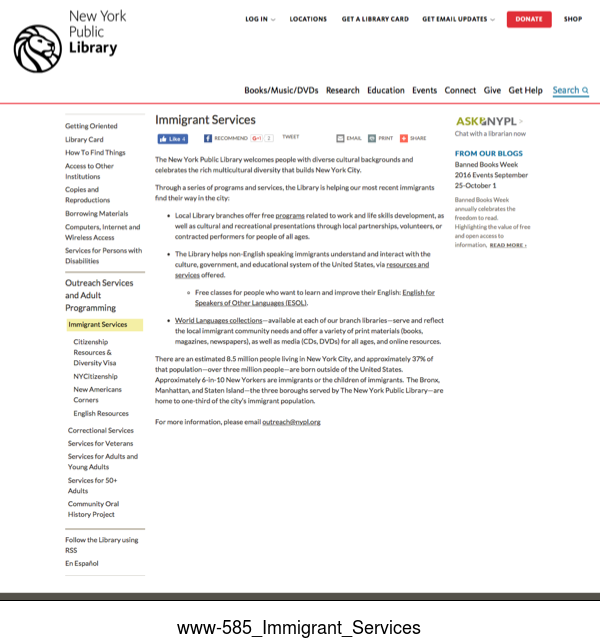 New York
Public
Library
LOG IN
LOCATIONS
GET A LIBRARY CARD
GET EMAIL UPDATES
DONATE
SHOP
Books/Music/DVDs
Research
Education
Events
Connect
Give
Get Help
Search
Getting Oriented
Library Card
How To Find Things
Access to Other
Institutions
Copies and
Reproductions
Borrowing Materials
Computers, Internet and
Wireless Access
Services for Persons with
Disabilities
Outreach Services
and Adult
Programming
Immigrant Services
Citizenship
Resources &
Diversity Visa
NYCitizenship
New Americans
Corners
English Resources
Correctional Services
Services for Veterans
Services for Adults and
Young Adults
Services for 50+
Adults
Community Oral
History Project
Follow the Library using
RSS
En Español
Immigrant Services
Like 4
RECOMMEND
G+1 2
TWEET
EMAIL
PRINT
SHARE
The New York Public Library welcomes people with diverse cultural backgrounds and
celebrates the rich multicultural diversity that builds New York City.
Through a series of programs and services, the Library is helping our most recent immigrants
find their way in the city:
• Local Library branches offer free programs related to work and life skills development, as
well as cultural and recreational presentations through local partnerships, volunteers, or
contracted performers for people of all ages.
• The Library helps non-English speaking immigrants understand and interact with the
culture, government, and educational system of the United States, via resources and
services offered.
Free classes for people who want to learn and improve their English: English for
Speakers of Other Languages (ESOL).
• World Languages collections—available at each of our branch libraries—serve and reflect
the local immigrant community needs and offer a variety of print materials (books,
magazines, newspapers), as well as media (CDs, DVDs) for all ages, and online resources.
There are an estimated 8.5 million people living in New York City, and approximately 37% of
that population—over three million people—are born outside of the United States.
Approximately 6-in-10 New Yorkers are immigrants or the children of immigrants. The Bronx,
Manhattan, and Staten Island—the three boroughs served by The New York Public Library—are
home to one-third of the city's immigrant population.
For more information, please email outreach@nypl.org
ASK NYPL >
Chat with a librarian now
FROM OUR BLOGS
Banned Books Week
2016 Events September
25-October 1
Banned Books Week
annually celebrates the
freedom to read.
Highlighting the value of free
and open access to
information, READ MORE ›
www-585_Immigrant_Services